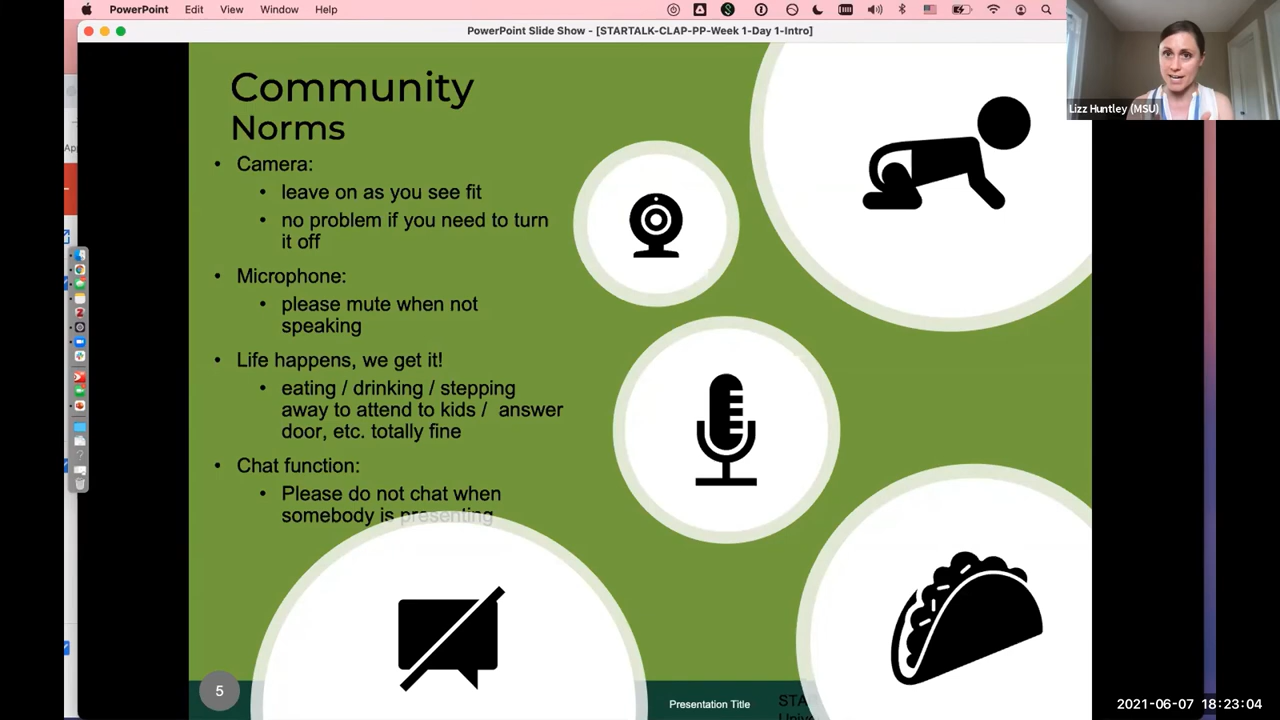 PowerPoint Edit View Window Help
PowerPoint Slide Show - [STARTALK-CLAP-PP-Week 1-Day 1-Intro]
Lizz Huntley (MSU)
Community
Norms
• Camera:
• leave on as you see fit
• no problem if you need to turn
it off
• Microphone:
• please mute when not
speaking
• Life happens, we get it!
• eating / drinking / stepping
away to attend to kids / answer
door, etc. totally fine
• Chat function:
• Please do not chat when
somebody is presenting
5
Presentation Title
2021-06-07 18:23:04